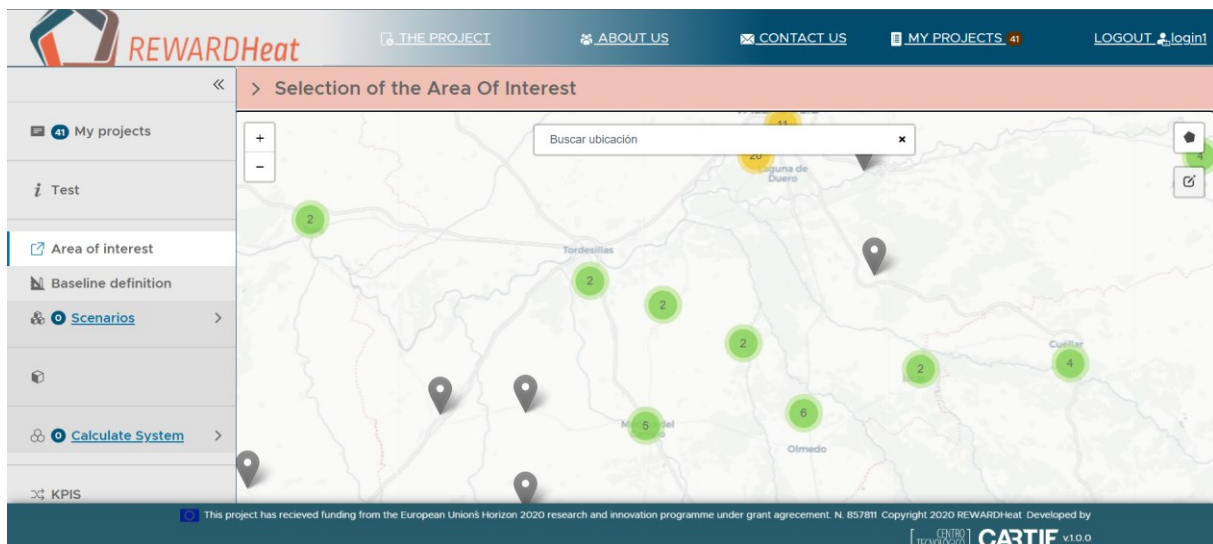 REWARDHeat
THE PROJECT
ABOUT US
CONTACT US
MY PROJECTS 41
LOGOUT login1
«
> Selection of the Area Of Interest
41 My projects
i Test
Area of interest
Baseline definition
0 Scenarios >
0 Calculate System >
KPIS
+
−
Buscar ubicación ×
11
20
Laguna de
Duero
4
2
Tordesillas
2
2
2
Cuéllar
2
4
6
5
Olmedo
This project has recieved funding from the European Union's Horizon 2020 research and innovation programme under grant agrecement. N. 857811 Copyright 2020 REWARDHeat Developed by
CENTRO
TECNOLÓGICO
CARTIF v.1.0.0